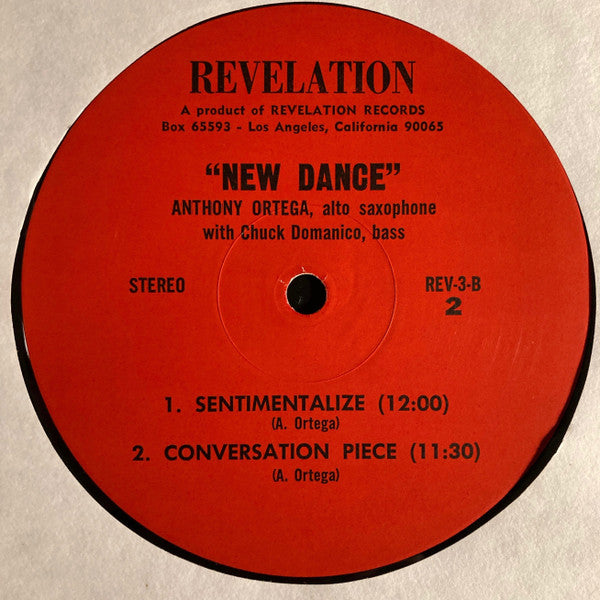 REVELATION
A product of REVELATION RECORDS
Box 65593 - Los Angeles, California 90065
“NEW DANCE”
ANTHONY ORTEGA, alto saxophone
with Chuck Domanico, bass
STEREO
REV-3-B
2
1. SENTIMENTALIZE (12:00)
(A. Ortega)
2. CONVERSATION PIECE (11:30)
(A. Ortega)